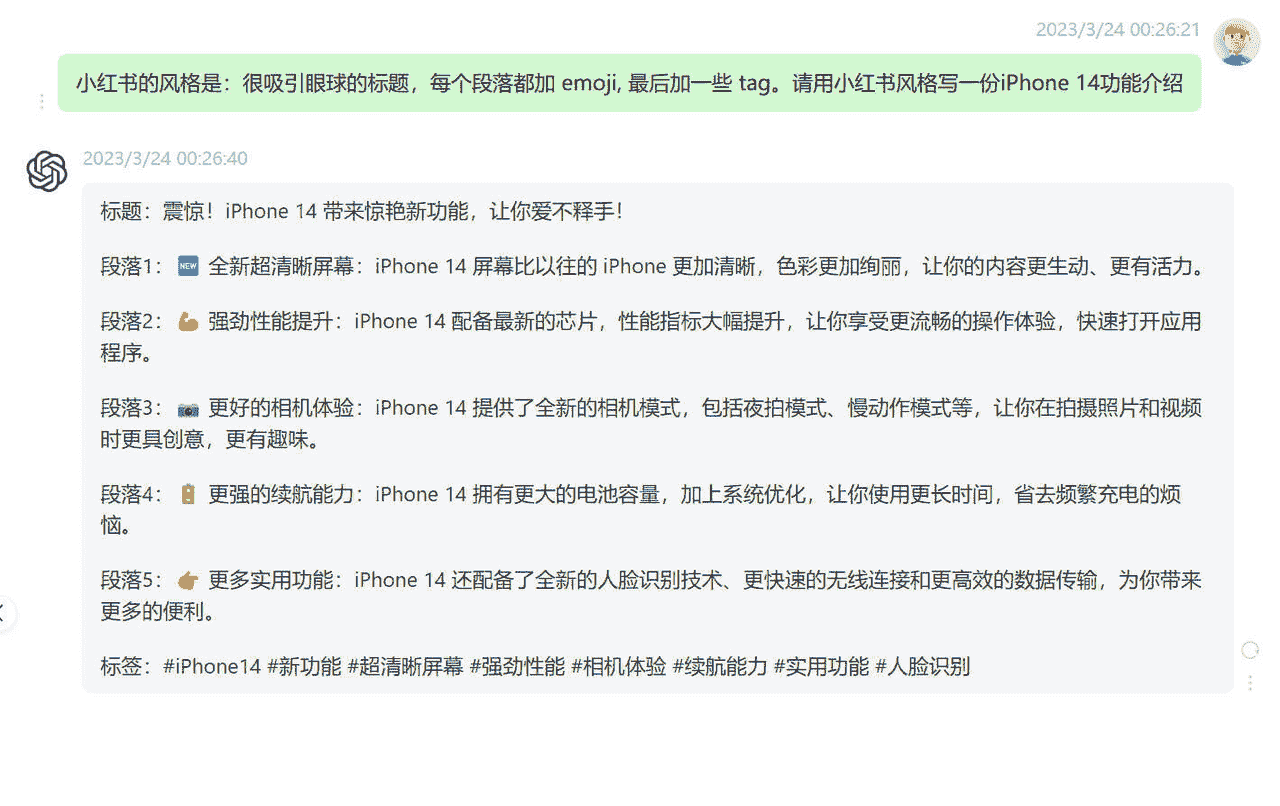 2023/3/24 00:26:21
小红书的风格是：很吸引眼球的标题，每个段落都加 emoji, 最后加一些 tag。请用小红书风格写一份iPhone 14功能介绍
2023/3/24 00:26:40
标题：震惊！iPhone 14 带来惊艳新功能，让你爱不释手！
段落1：🆕 全新超清晰屏幕：iPhone 14 屏幕比以往的 iPhone 更加清晰，色彩更加绚丽，让你的内容更生动、更有活力。
段落2：💪 强劲性能提升：iPhone 14 配备最新的芯片，性能指标大幅提升，让你享受更流畅的操作体验，快速打开应用
程序。
段落3：📷 更好的相机体验：iPhone 14 提供了全新的相机模式，包括夜拍模式、慢动作模式等，让你在拍摄照片和视频
时更具创意，更有趣味。
段落4：🔋 更强的续航能力：iPhone 14 拥有更大的电池容量，加上系统优化，让你使用更长时间，省去频繁充电的烦
恼。
段落5：👉 更多实用功能：iPhone 14 还配备了全新的人脸识别技术、更快速的无线连接和更高效的数据传输，为你带来
更多的便利。
标签：#iPhone14 #新功能 #超清晰屏幕 #强劲性能 #相机体验 #续航能力 #实用功能 #人脸识别